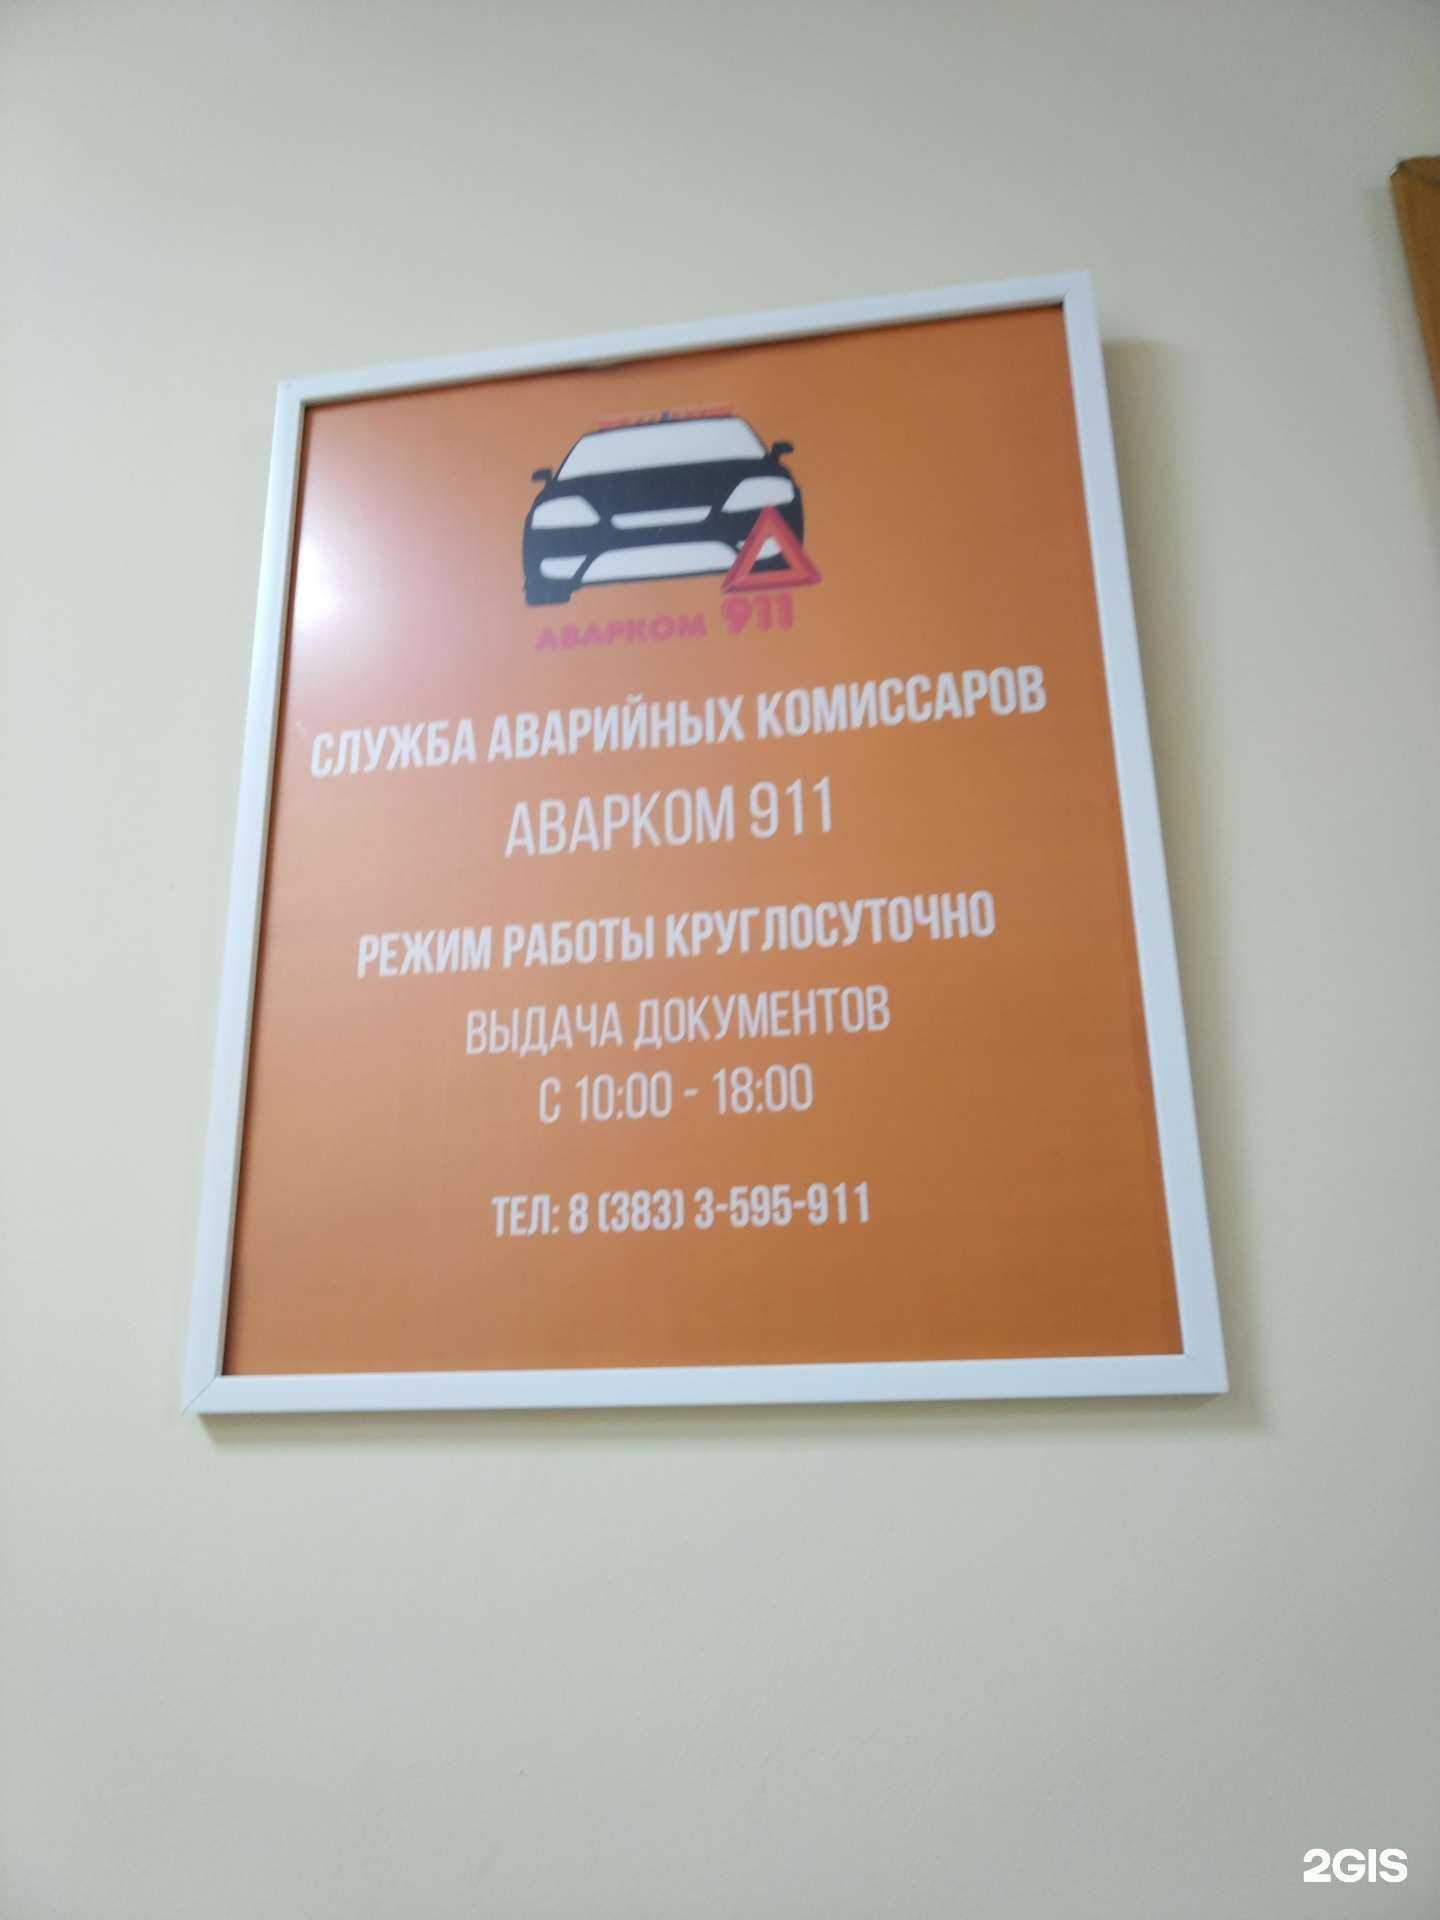 АВАРКОМ 911
СЛУЖБА АВАРИЙНЫХ КОМИССАРОВ
АВАРКОМ 911
РЕЖИМ РАБОТЫ КРУГЛОСУТОЧНО
ВЫДАЧА ДОКУМЕНТОВ
С 10:00 - 18:00
ТЕЛ: 8 (383) 3-595-911
2GIS